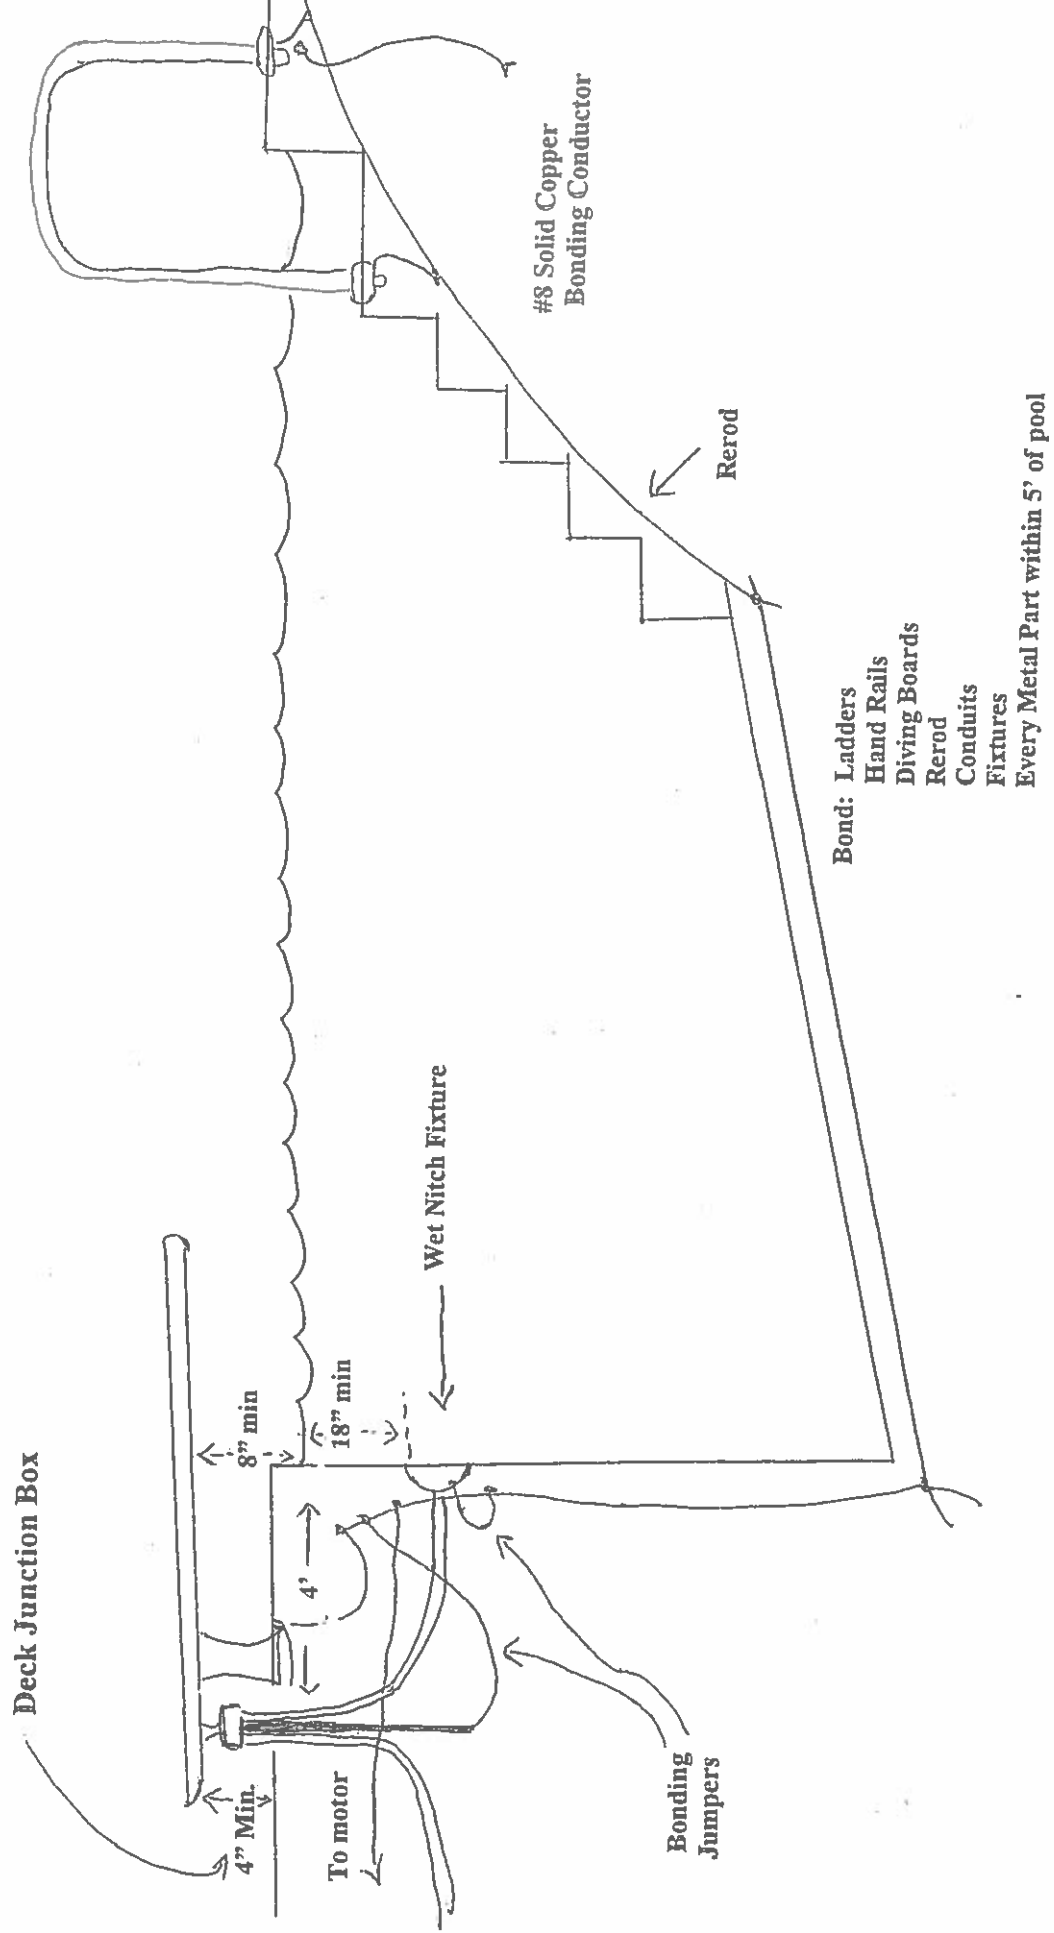 Deck Junction Box
4” Min.
8” min
18” min
4'
To motor
Wet Nitch Fixture
Bonding
Jumpers
#8 Solid Copper
Bonding Conductor
Rerod
Bond: Ladders
Hand Rails
Diving Boards
Rerod
Conduits
Fixtures
Every Metal Part within 5’ of pool